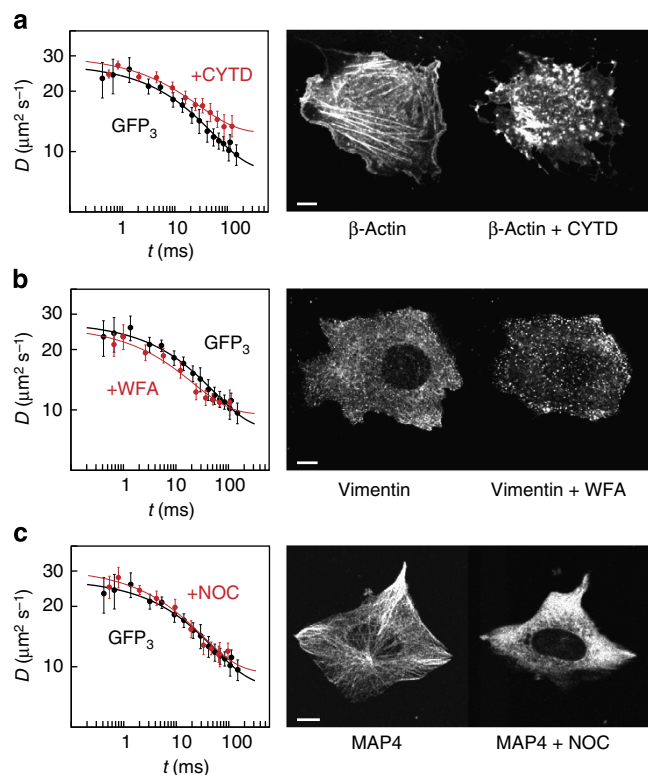 a
30
20
10
D (μm² s⁻¹)
+CYTD
GFP₃
1 10 100
t (ms)
β-Actin
β-Actin + CYTD
b
30
20
10
D (μm² s⁻¹)
GFP₃
+WFA
1 10 100
t (ms)
Vimentin
Vimentin + WFA
c
30
20
10
D (μm² s⁻¹)
+NOC
GFP₃
1 10 100
t (ms)
MAP4
MAP4 + NOC